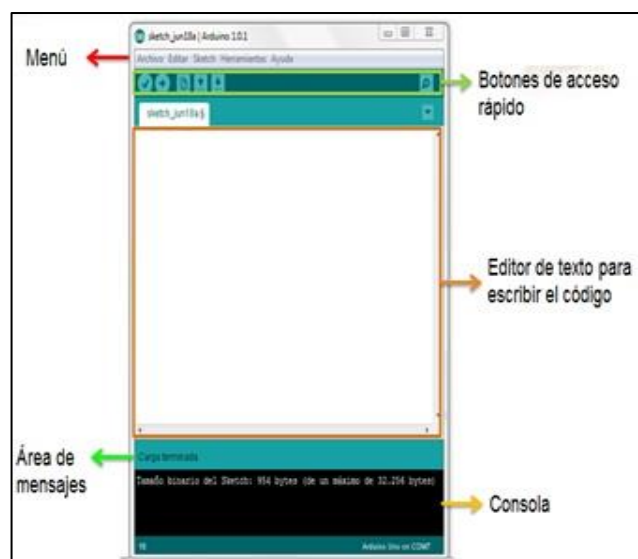 sketch_jun18a | Arduino 1.0.1
Menú
Archivo Editar Sketch Herramientas Ayuda
Botones de acceso
rápido
sketch_jun18a §
Editor de texto para
escribir el código
Área de
mensajes
Carga terminada
Tamaño binario del Sketch: 954 bytes (de un máximo de 32.256 bytes)
Consola
Arduino Uno on COM7